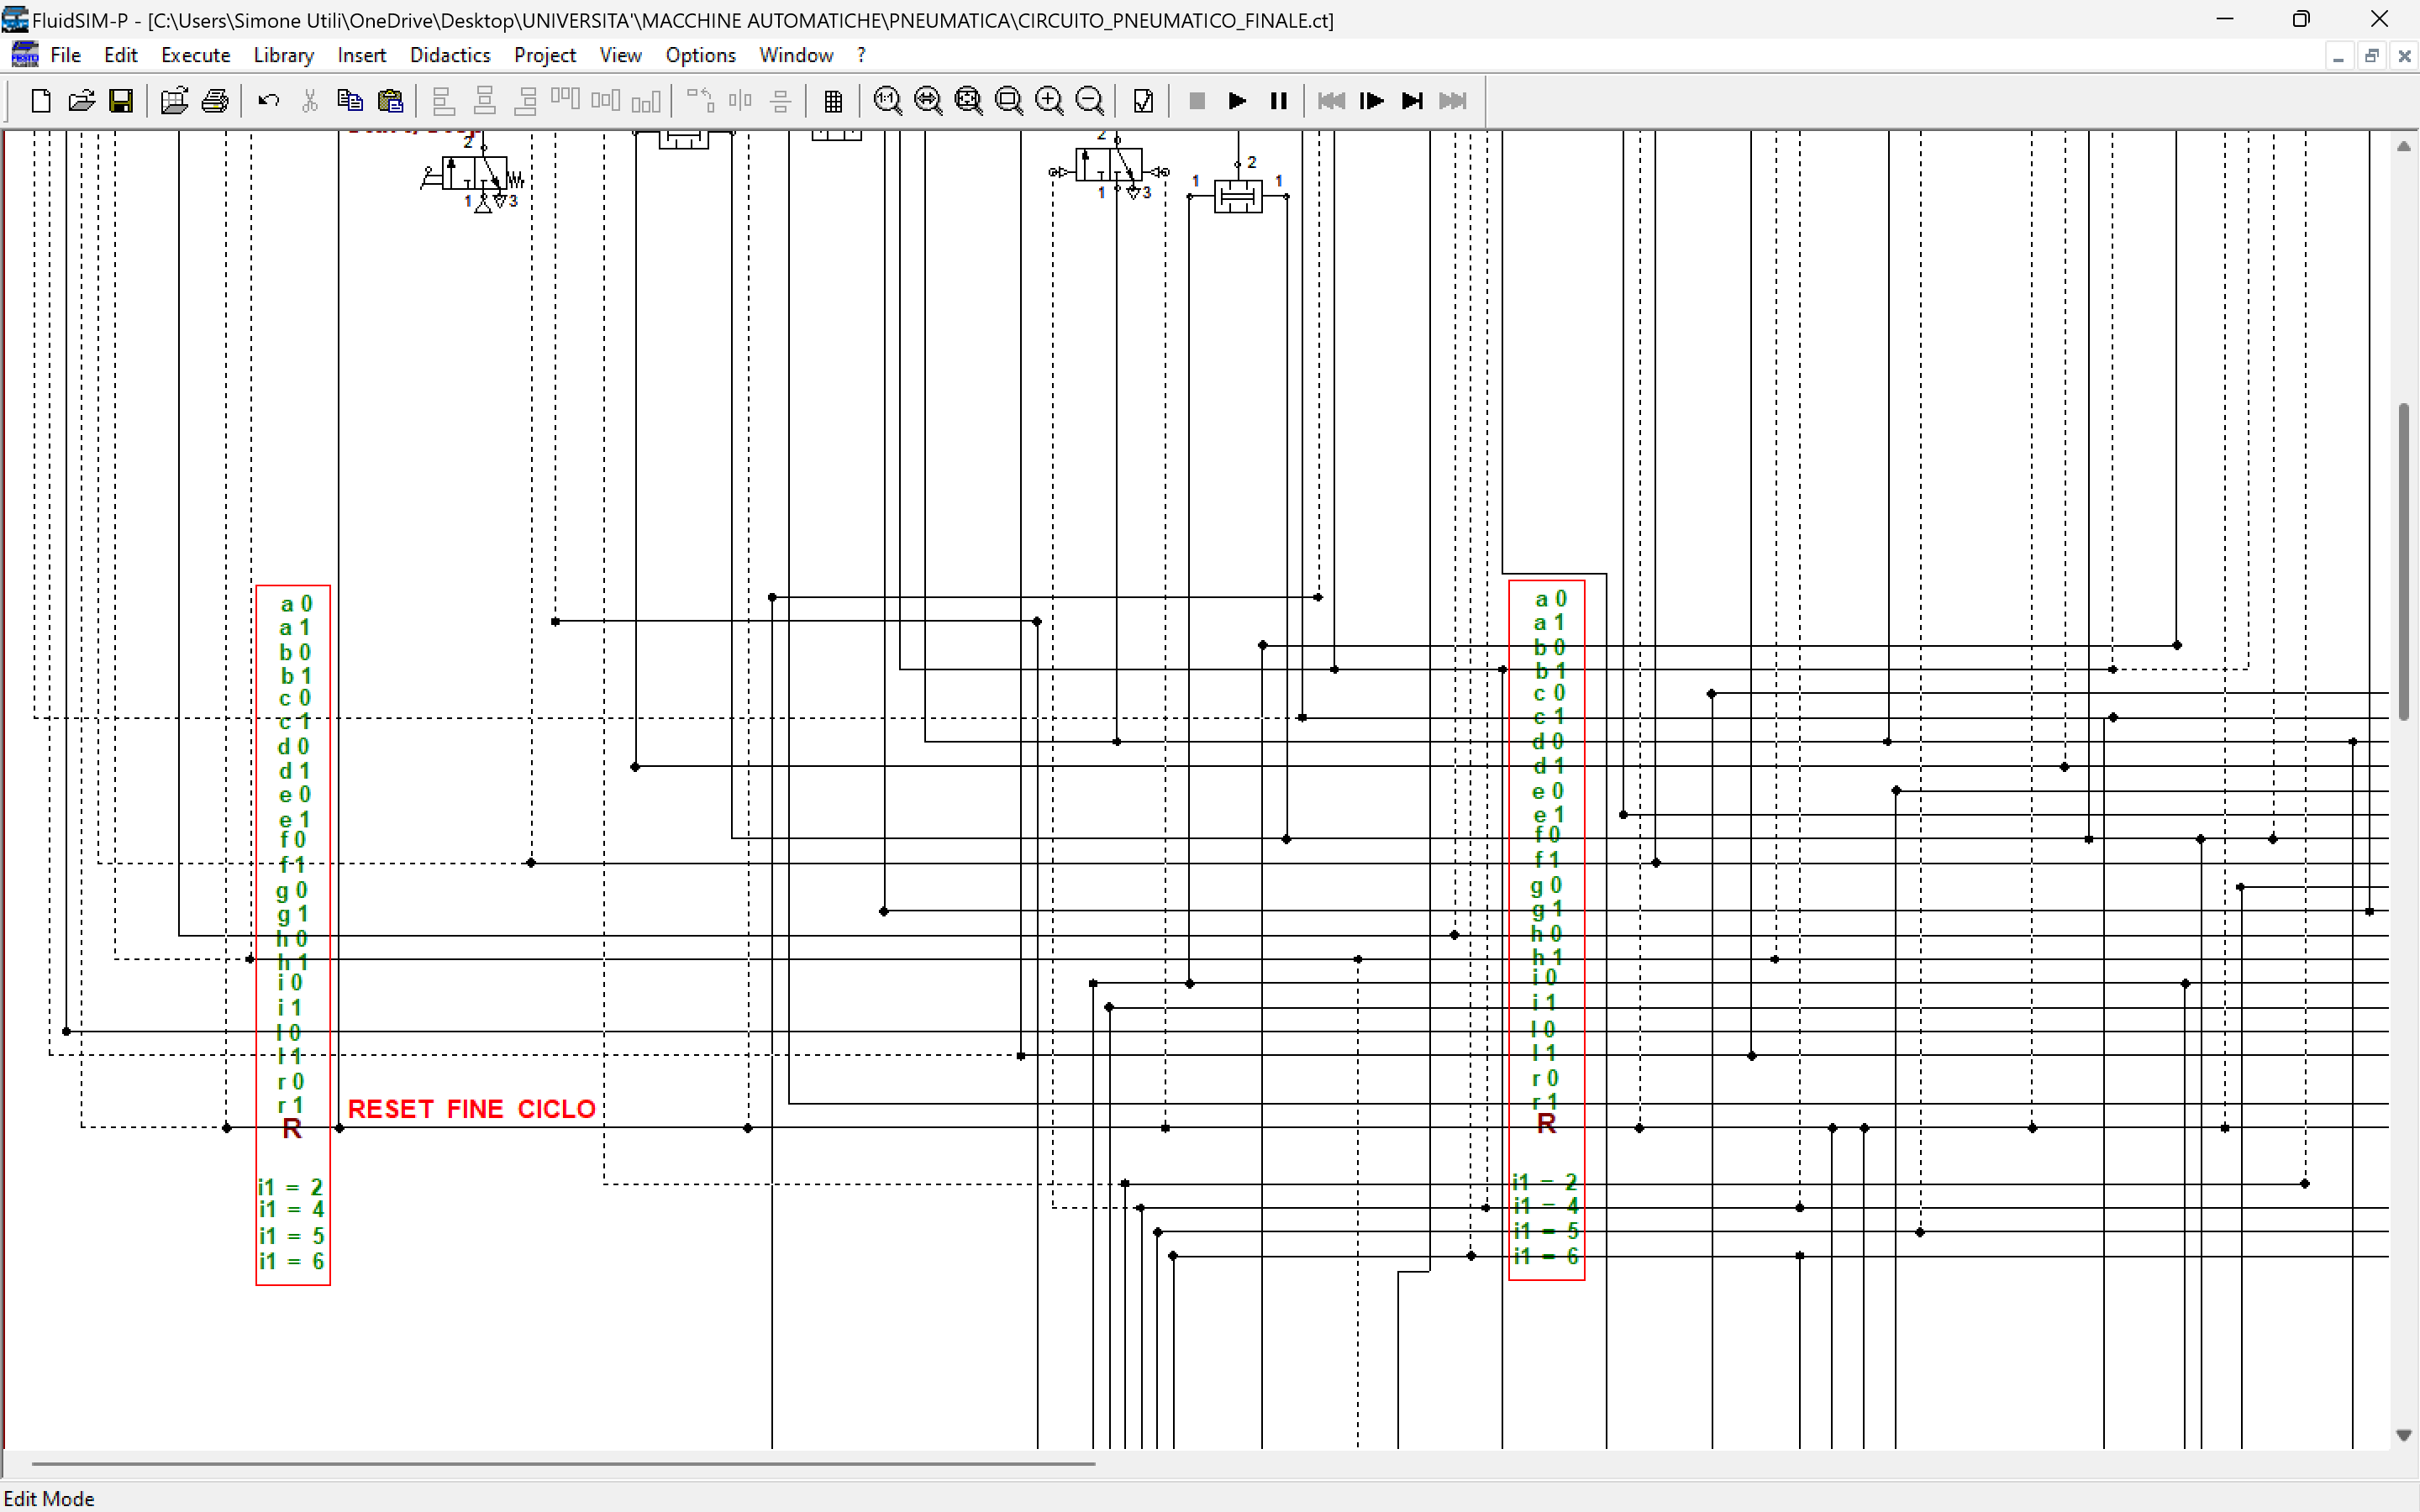 FluidSIM-P - [C:\Users\Simone Utili\OneDrive\Desktop\UNIVERSITA'\MACCHINE AUTOMATICHE\PNEUMATICA\CIRCUITO_PNEUMATICO_FINALE.ct]
File Edit Execute Library Insert Didactics Project View Options Window ?
1:1
2
1 3
2
1 3
2
1 1
a 0
a 1
b 0
b 1
c 0
c 1
d 0
d 1
e 0
e 1
f 0
f 1
g 0
g 1
h 0
h 1
i 0
i 1
l 0
l 1
r 0
r 1
R
RESET FINE CICLO
i1 = 2
i1 = 4
i1 = 5
i1 = 6
a 0
a 1
b 0
b 1
c 0
c 1
d 0
d 1
e 0
e 1
f 0
f 1
g 0
g 1
h 0
h 1
i 0
i 1
l 0
l 1
r 0
r 1
R
i1 = 2
i1 = 4
i1 = 5
i1 = 6
Edit Mode